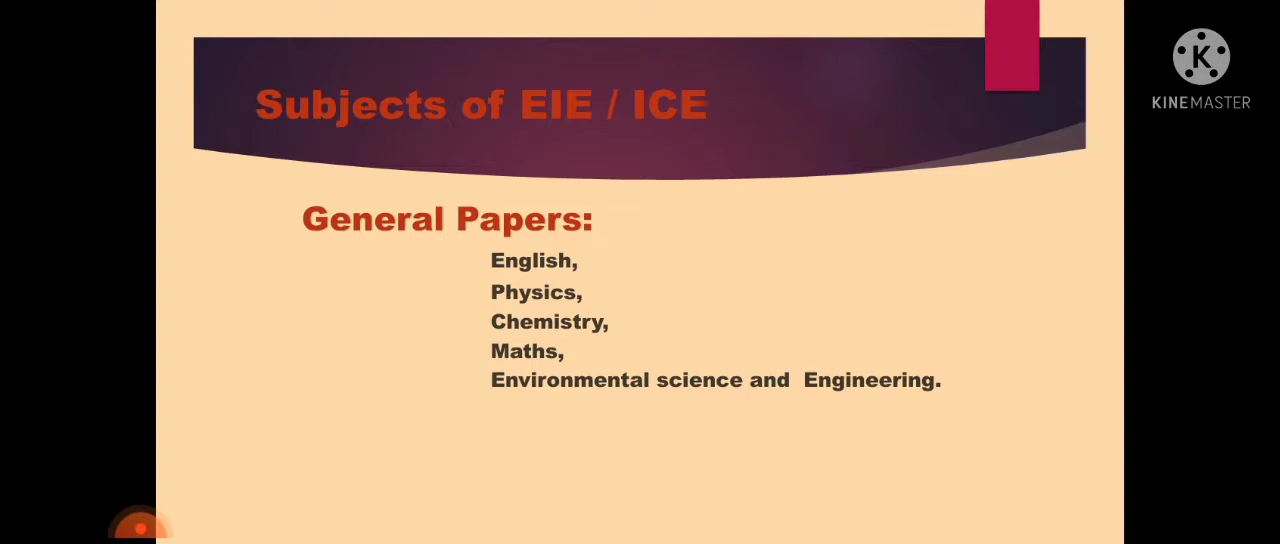 Subjects of EIE / ICE
K
KINEMASTER
General Papers:
English,
Physics,
Chemistry,
Maths,
Environmental science and Engineering.